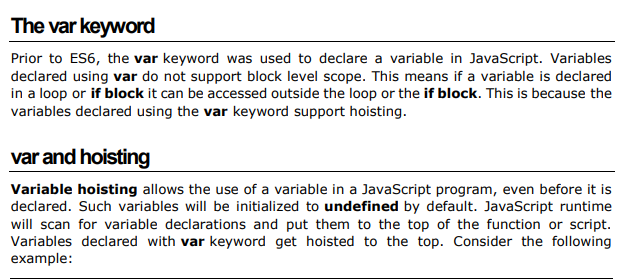 The var keyword
Prior to ES6, the var keyword was used to declare a variable in JavaScript. Variables
declared using var do not support block level scope. This means if a variable is declared
in a loop or if block it can be accessed outside the loop or the if block. This is because the
variables declared using the var keyword support hoisting.
var and hoisting
Variable hoisting allows the use of a variable in a JavaScript program, even before it is
declared. Such variables will be initialized to undefined by default. JavaScript runtime
will scan for variable declarations and put them to the top of the function or script.
Variables declared with var keyword get hoisted to the top. Consider the following
example: